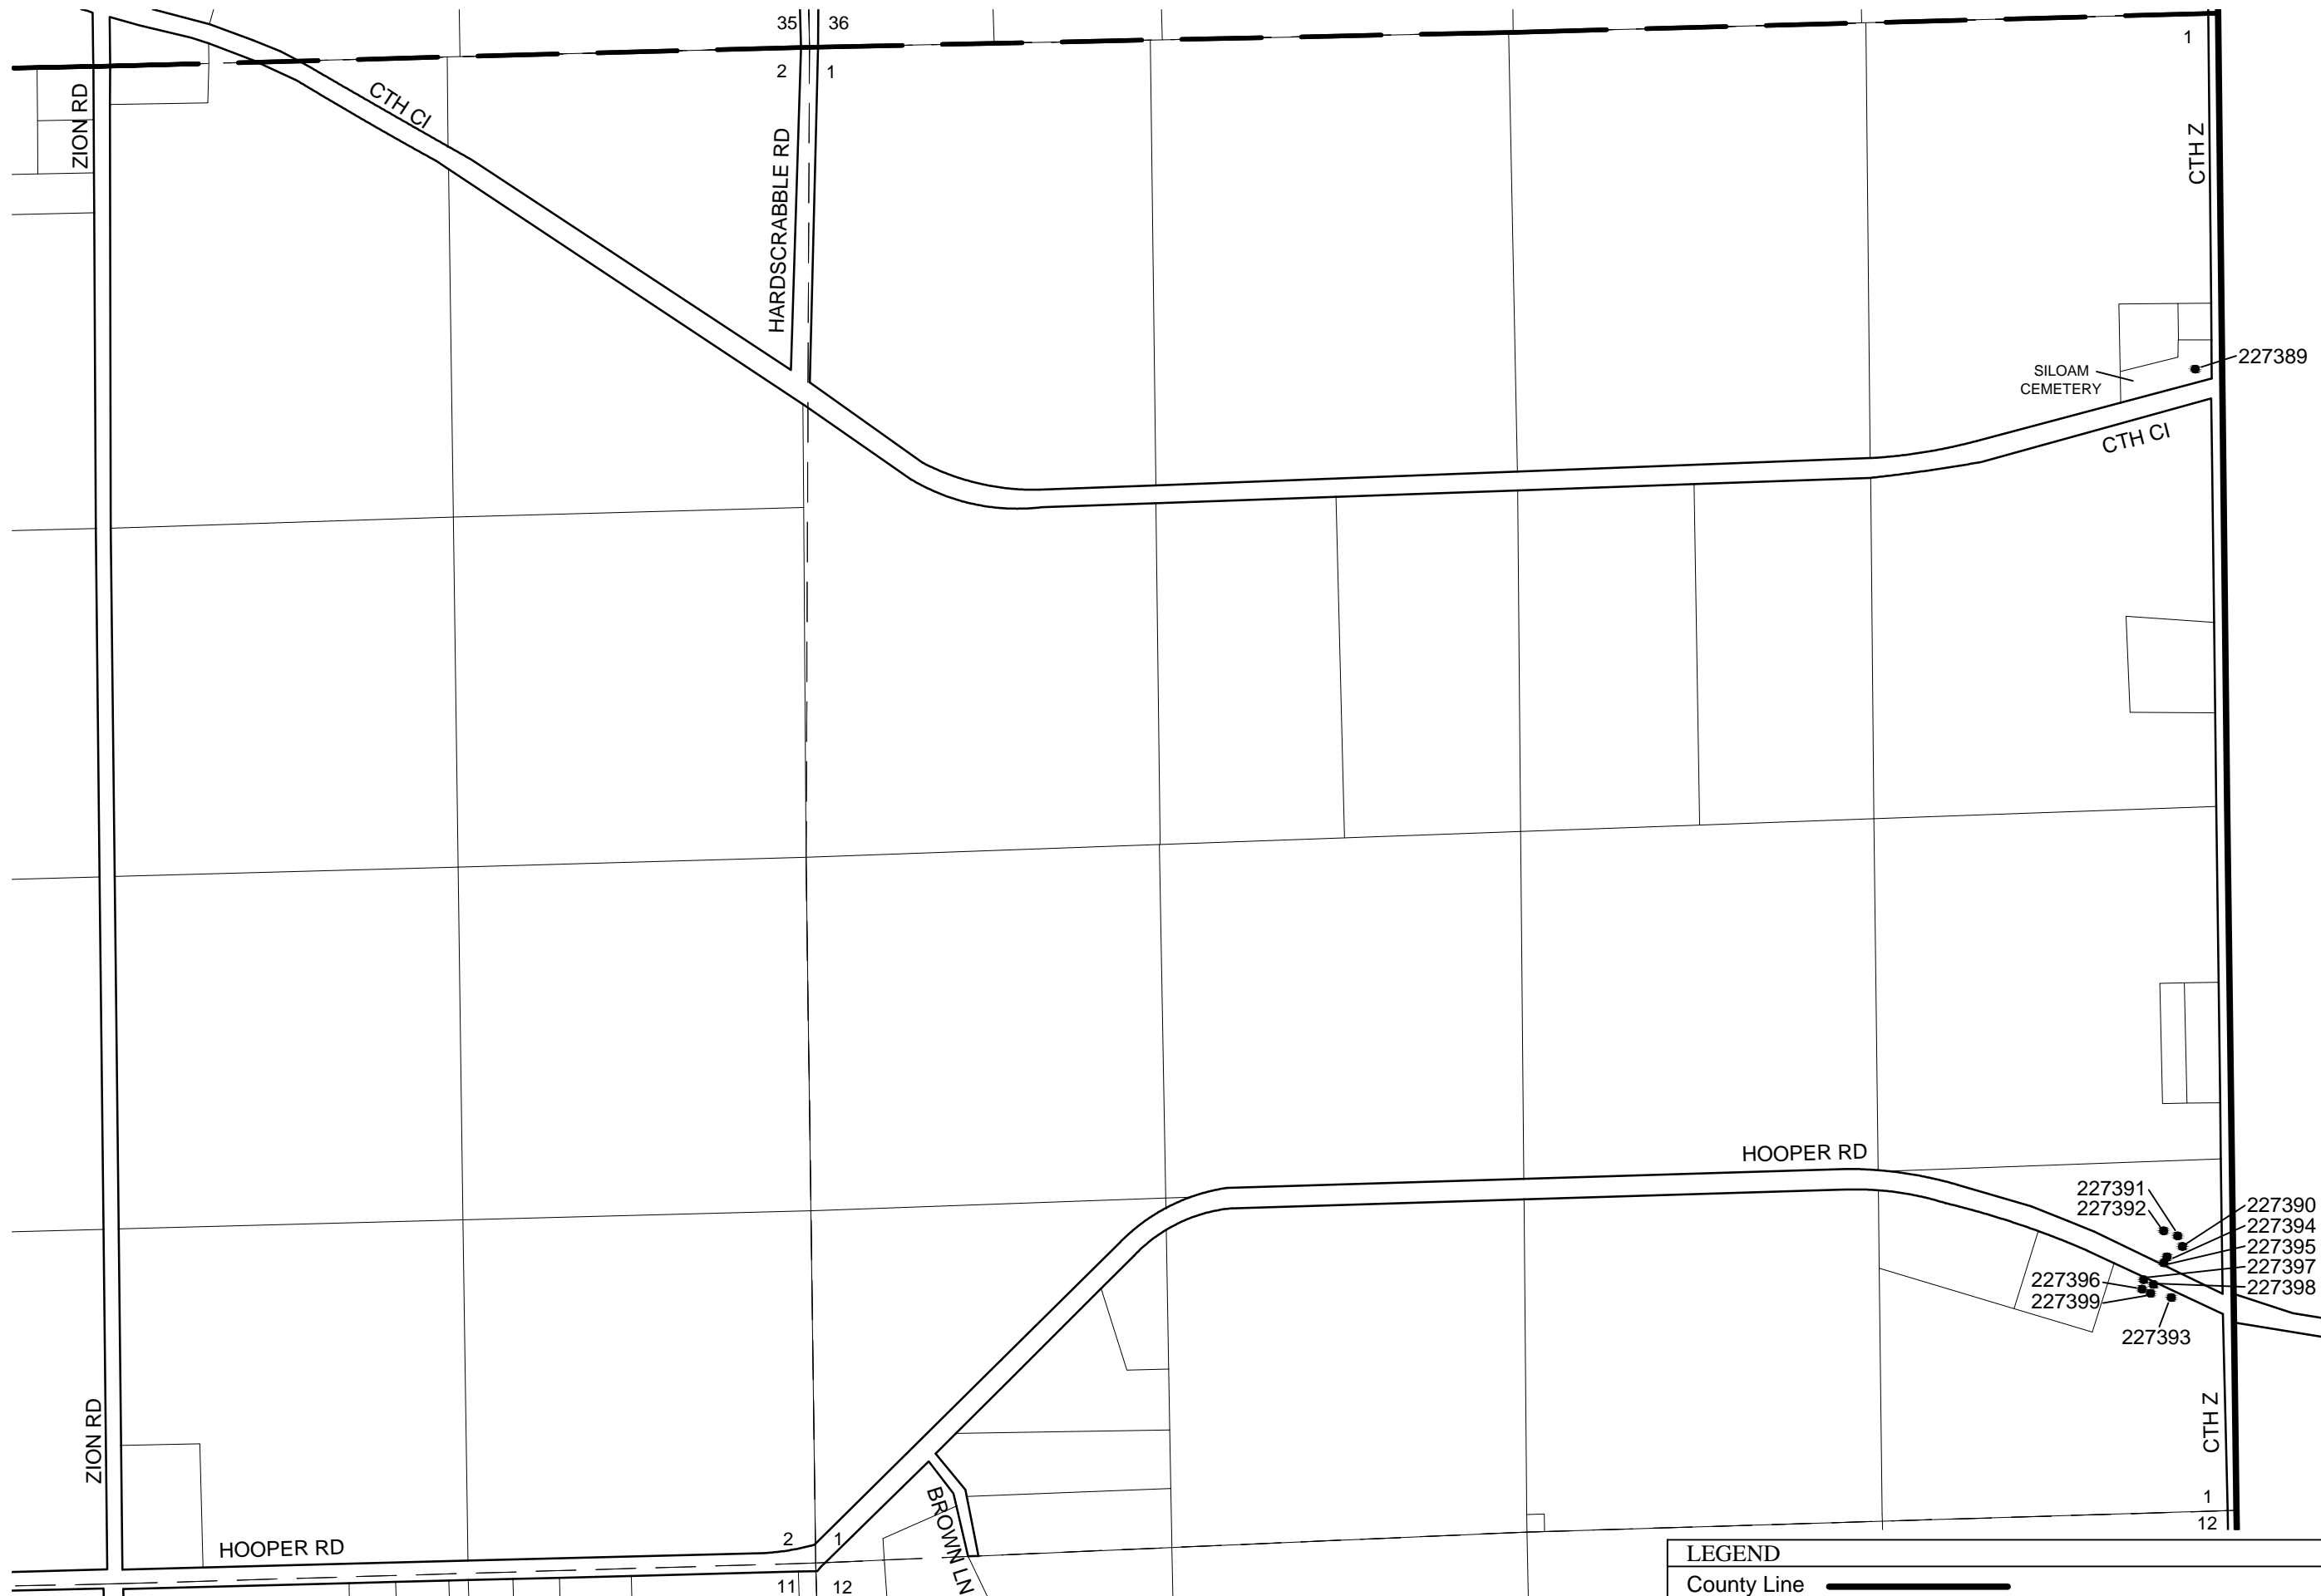 35 36
1
2 1
ZION RD
CTH CI
HARDSCRABBLE RD
CTH Z
227389
SILOAM
CEMETERY
CTH CI
HOOPER RD
227391
227392
227390
227394
227395
227397
227398
227396
227399
227393
ZION RD
CTH Z
BROWN LN
1
12
2 1
HOOPER RD
11 12
LEGEND
County Line